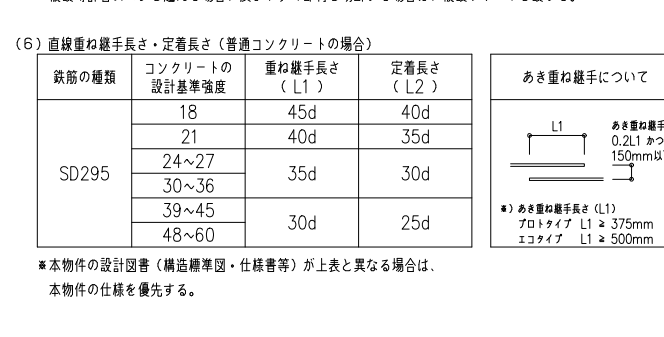 (6) 直線重ね継手長さ・定着長さ (普通コンクリートの場合)
鉄筋の種類
コンクリートの
設計基準強度
重ね継手長さ
( L1 )
定着長さ
( L2 )
SD295
18 45d 40d
21 40d 35d
24~27
30~36
35d 30d
39~45
48~60
30d 25d
※本物件の設計図書 (構造標準図・仕様書等) が上表と異なる場合は、
本物件の仕様を優先する。
あき重ね継手について
L1
あき重ね継手
0.2L1 かつ
150mm以
※) あき重ね継手長さ (L1)
プロトタイプ L1 ≧ 375mm
エコタイプ L1 ≧ 500mm